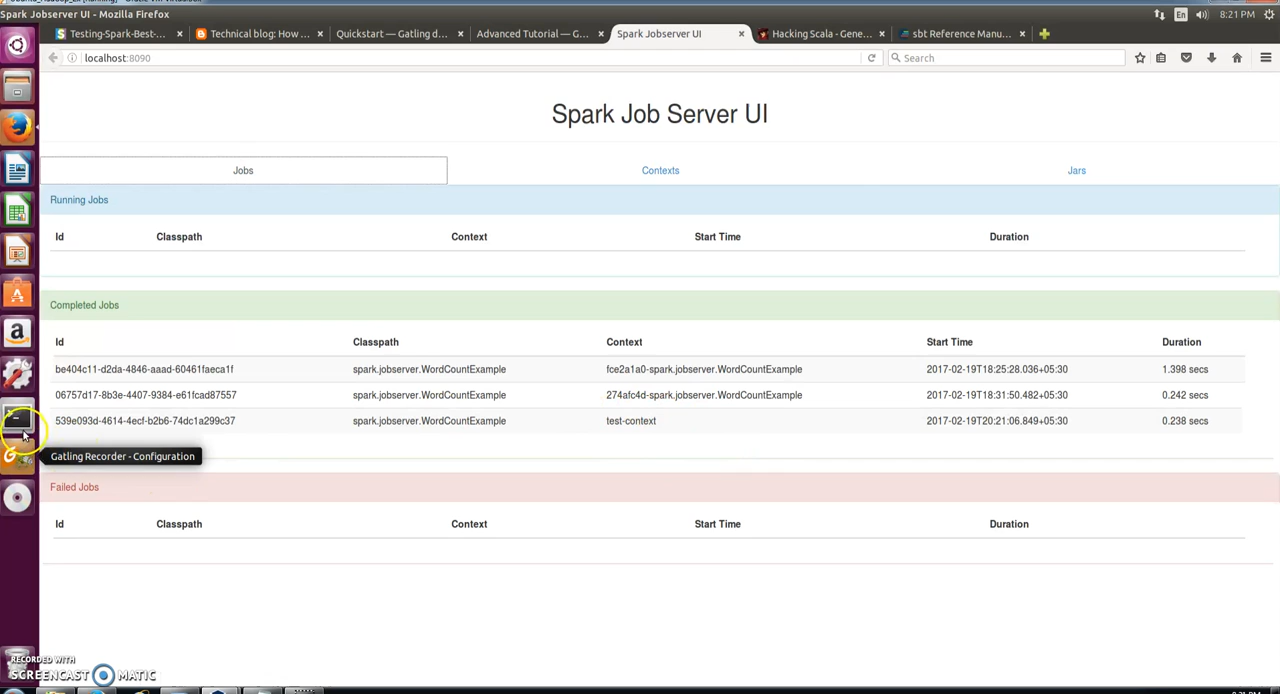 Spark Jobserver UI - Mozilla Firefox
En
8:21 PM
Testing-Spark-Best-...
Technical blog: How ...
Quickstart — Gatling d...
Advanced Tutorial — G...
Spark Jobserver UI
Hacking Scala - Gene...
sbt Reference Manu...
localhost:8090
Search
Spark Job Server UI
Jobs
Contexts
Jars
Running Jobs
Id Classpath Context Start Time Duration
Completed Jobs
Id Classpath Context Start Time Duration
be404c11-d2da-4846-aaad-60461faeca1f spark.jobserver.WordCountExample fce2a1a0-spark.jobserver.WordCountExample 2017-02-19T18:25:28.036+05:30 1.398 secs
06757d17-8b3e-4407-9384-e61fcad87557 spark.jobserver.WordCountExample 274afc4d-spark.jobserver.WordCountExample 2017-02-19T18:31:50.482+05:30 0.242 secs
539e093d-4614-4ecf-b2b6-74dc1a299c37 spark.jobserver.WordCountExample test-context 2017-02-19T20:21:06.849+05:30 0.238 secs
Gatling Recorder - Configuration
Failed Jobs
Id Classpath Context Start Time Duration
RECORDED WITH
SCREENCAST MATIC